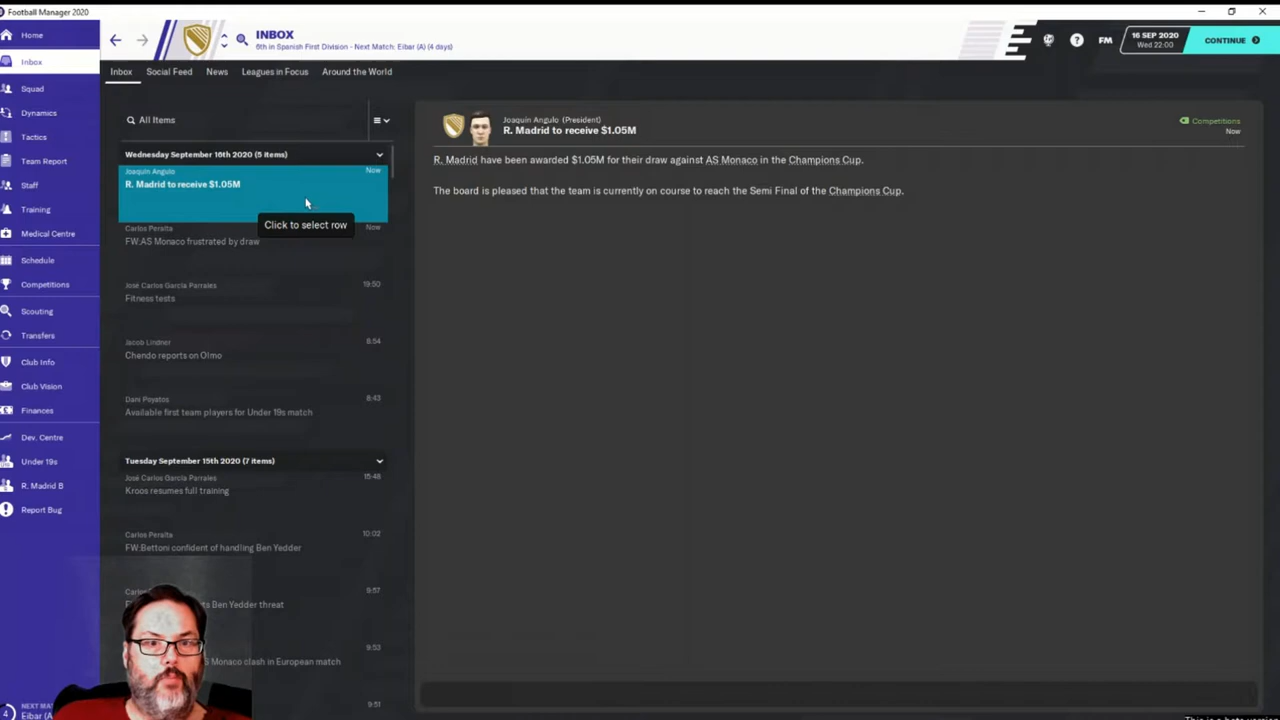 Football Manager 2020
Home
Inbox
Squad
Dynamics
Tactics
Team Report
Staff
Training
Medical Centre
Schedule
Competitions
Scouting
Transfers
Club Info
Club Vision
Finances
Dev. Centre
Under 19s
R. Madrid B
Report Bug
4
NEXT MA
Eibar (A
INBOX
6th in Spanish First Division - Next Match: Eibar (A) (4 days)
?
FM
16 SEP 2020
Wed 22:00
CONTINUE
Inbox Social Feed News Leagues in Focus Around the World
All Items
Wednesday September 16th 2020 (5 items)
Joaquín Angulo Now
R. Madrid to receive $1.05M
Click to select row
Carlos Peralta Now
FW:AS Monaco frustrated by draw
José Carlos García Parrales 19:50
Fitness tests
Jacob Lindner 8:54
Chendo reports on Olmo
Dani Poyatos 8:43
Available first team players for Under 19s match
Tuesday September 15th 2020 (7 items)
José Carlos García Parrales 15:48
Kroos resumes full training
Carlos Peralta 10:02
FW:Bettoni confident of handling Ben Yedder
9:57
Ben Yedder threat
9:53
Monaco clash in European match
9:51
Joaquín Angulo (President)
R. Madrid to receive $1.05M
Competitions
Now
R. Madrid have been awarded $1.05M for their draw against AS Monaco in the Champions Cup.
The board is pleased that the team is currently on course to reach the Semi Final of the Champions Cup.